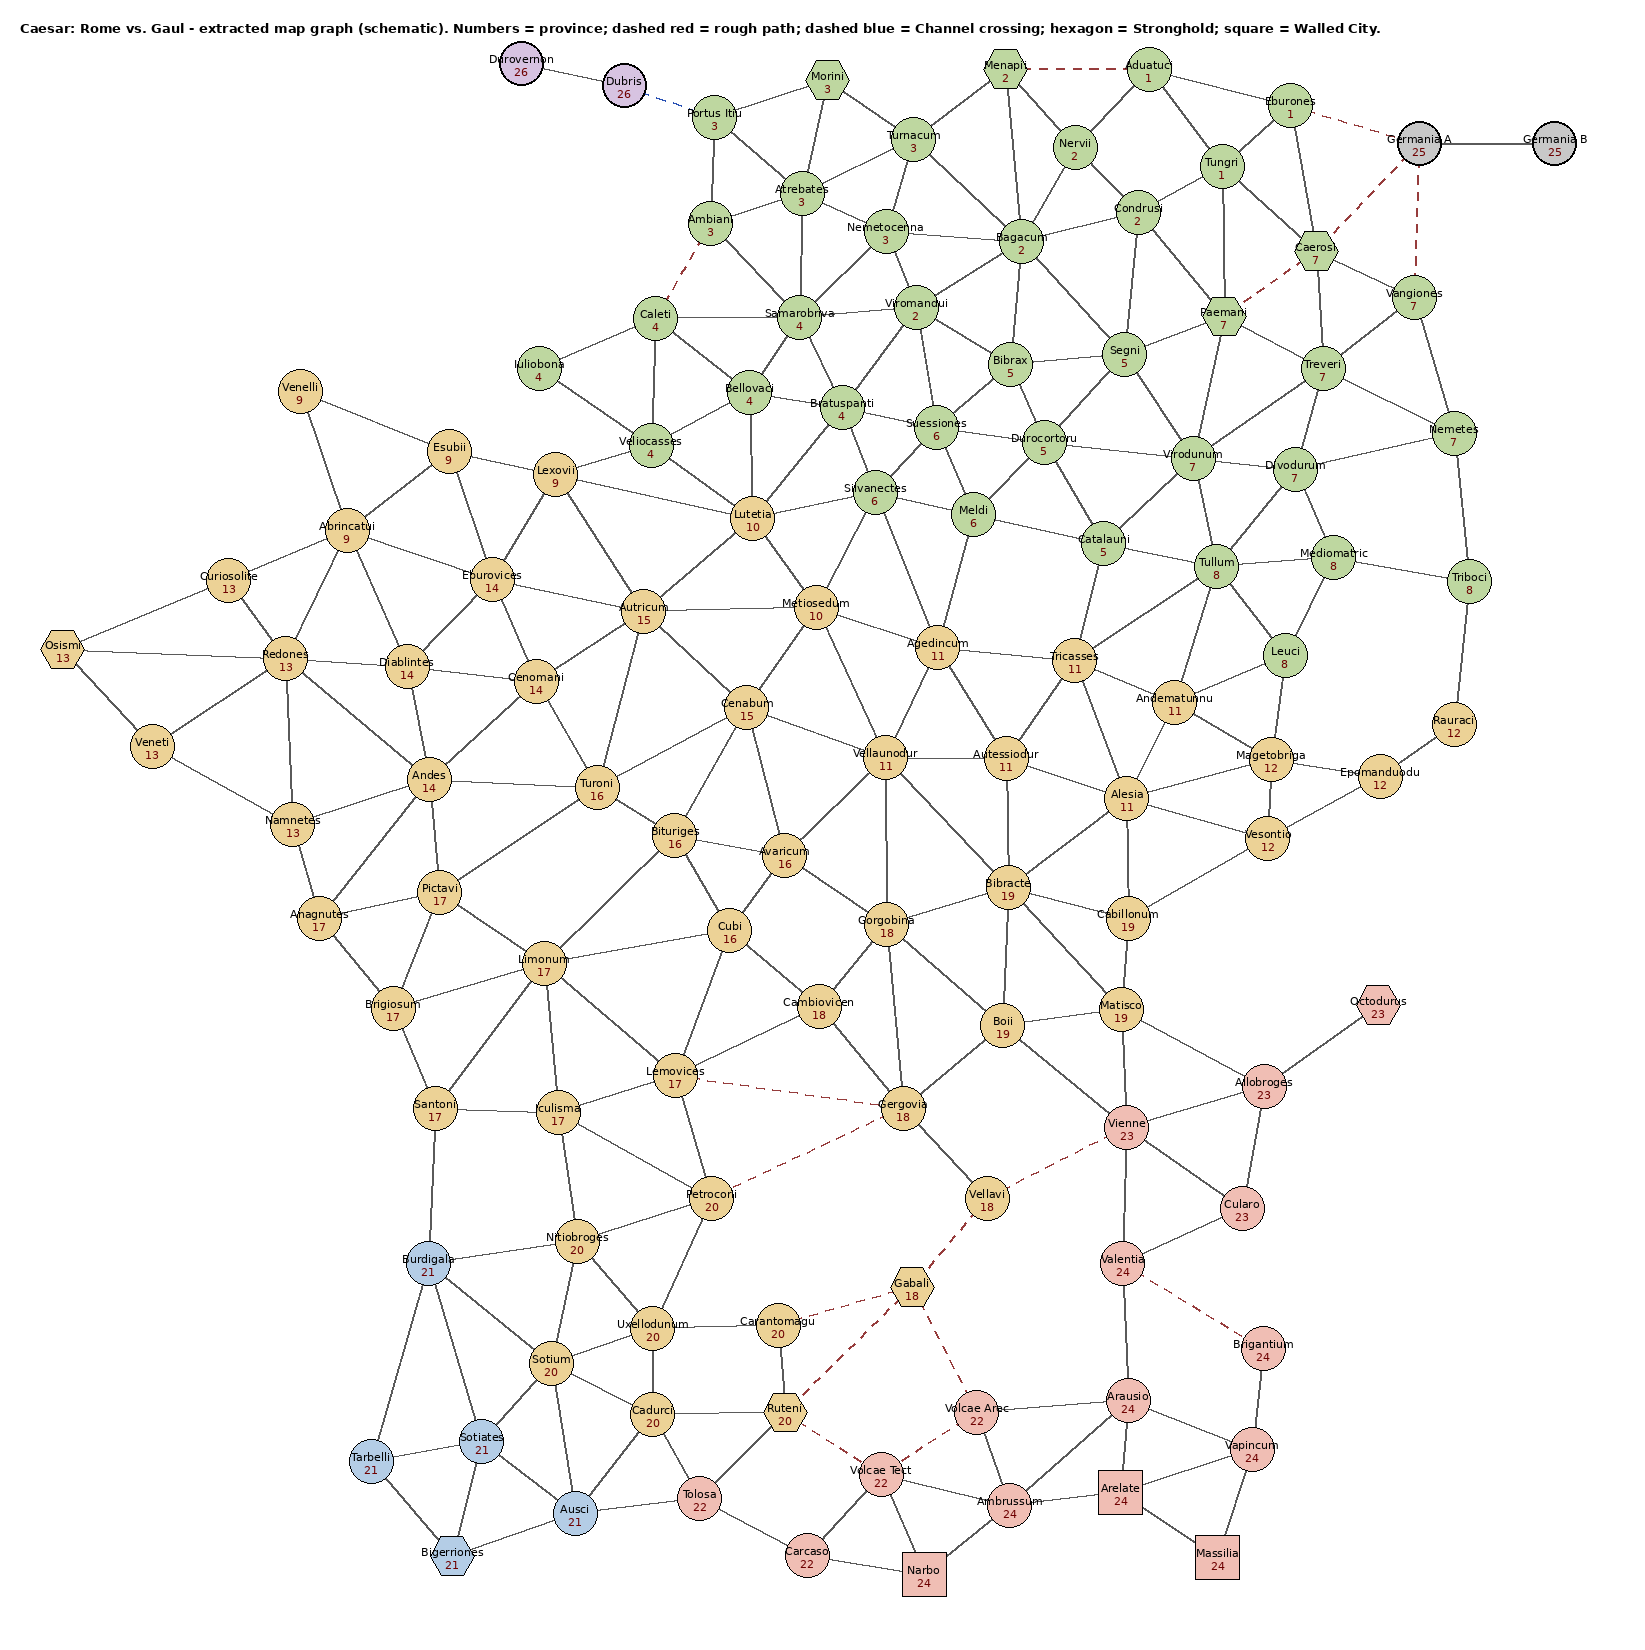 Caesar: Rome vs. Gaul - extracted map graph (schematic). Numbers = province; dashed red = rough path; dashed blue = Channel crossing; hexagon = Stronghold; square = Walled City.
Durovernon
26
Dubris
26
Portus Itiu
3
Morini
3
Menapii
2
Aduatuci
1
Eburones
1
Turnacum
3
Nervii
2
Germania A
25
Germania B
25
Tungri
1
Atrebates
3
Ambiani
3
Nemetocenna
3
Condrusi
2
Bagacum
2
Caerosi
7
Vangiones
7
Caleti
4
Samarobriva
4
Viromandui
2
Paemani
7
Iuliobona
4
Bibrax
5
Segni
5
Treveri
7
Venelli
9
Bellovaci
4
Bratuspanti
4
Suessiones
6
Nemetes
7
Esubii
9
Veliocasses
4
Durocortoru
5
Virodunum
7
Divodurum
7
Lexovii
9
Silvanectes
6
Lutetia
10
Meldi
6
Abrincatui
9
Catalauni
5
Mediomatric
8
Curiosolite
13
Eburovices
14
Tullum
8
Triboci
8
Autricum
15
Metiosedum
10
Osismi
13
Redones
13
Diablintes
14
Cenomani
14
Agedincum
11
Tricasses
11
Leuci
8
Andematunnu
11
Cenabum
15
Rauraci
12
Veneti
13
Andes
14
Turoni
16
Vellaunodur
11
Autessiodur
11
Magetobriga
12
Epomanduodu
12
Alesia
11
Namnetes
13
Bituriges
16
Avaricum
16
Vesontio
12
Pictavi
17
Bibracte
19
Anagnutes
17
Cubi
16
Gorgobina
18
Cabillonum
19
Limonum
17
Brigiosum
17
Cambiovicen
18
Boii
19
Matisco
19
Octodurus
23
Lemovices
17
Allobroges
23
Santoni
17
Iculisma
17
Gergovia
18
Vienne
23
Petrocorii
20
Vellavi
18
Cularo
23
Nitiobroges
20
Burdigala
21
Valentia
24
Gabali
18
Uxellodunum
20
Carantomagu
20
Brigantium
24
Sotium
20
Cadurci
20
Ruteni
20
Volcae Arec
22
Arausio
24
Sotiates
21
Tarbelli
21
Volcae Tect
22
Vapincum
24
Ausci
21
Tolosa
22
Ambrussum
24
Arelate
24
Bigerriones
21
Carcaso
22
Narbo
24
Massilia
24